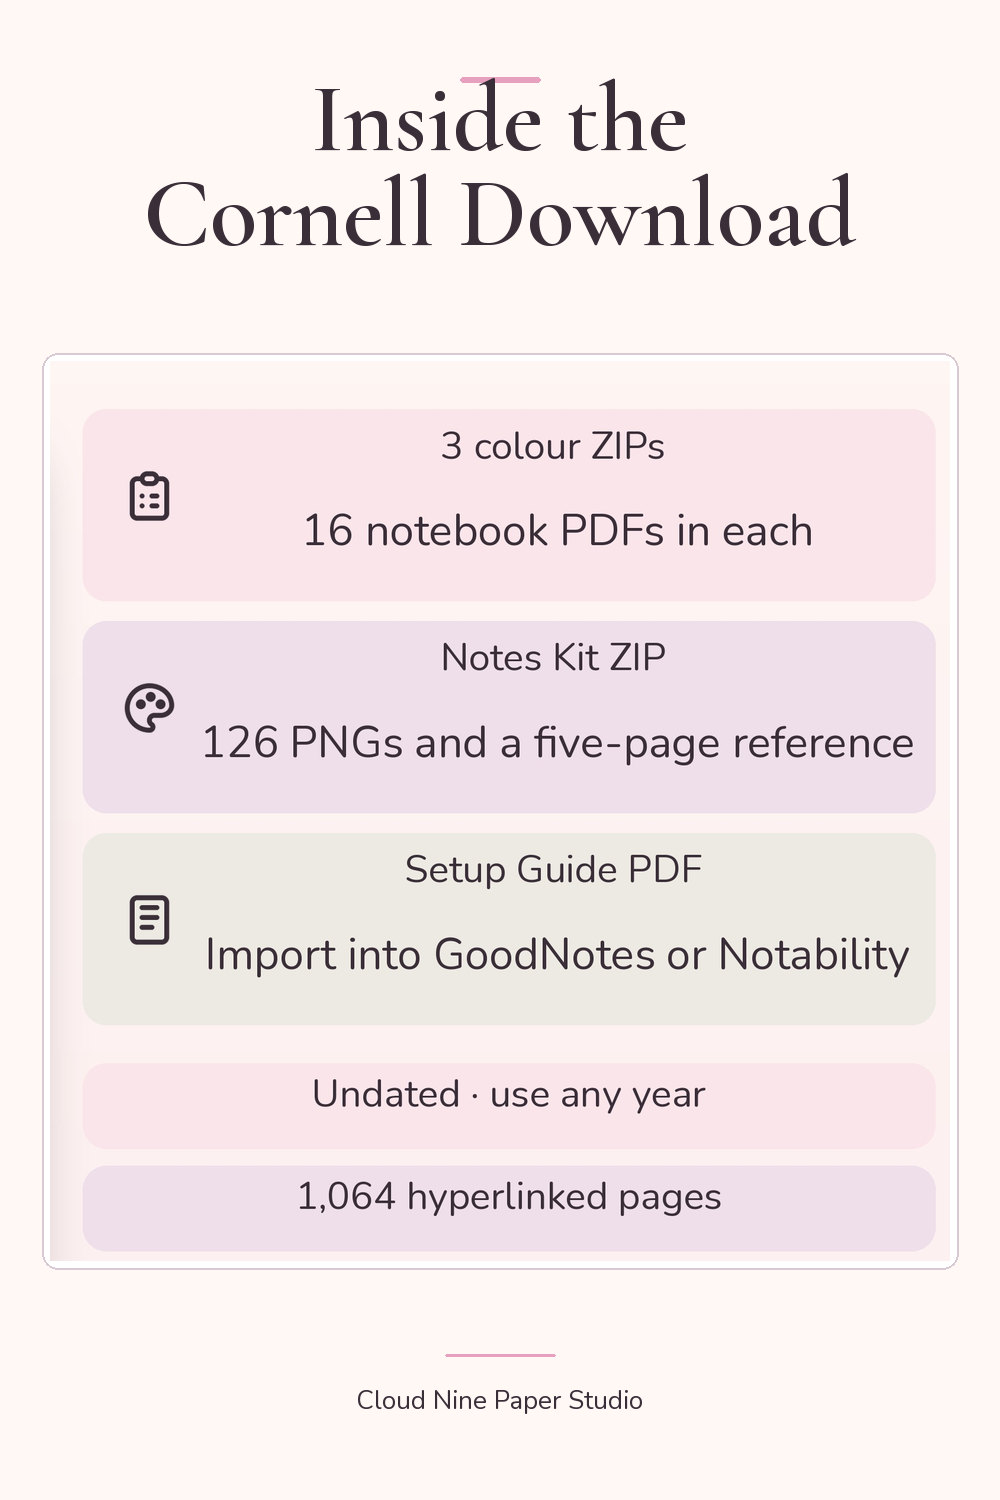 Inside the
Cornell Download
3 colour ZIPs
16 notebook PDFs in each
Notes Kit ZIP
126 PNGs and a five-page reference
Setup Guide PDF
Import into GoodNotes or Notability
Undated · use any year
1,064 hyperlinked pages
Cloud Nine Paper Studio